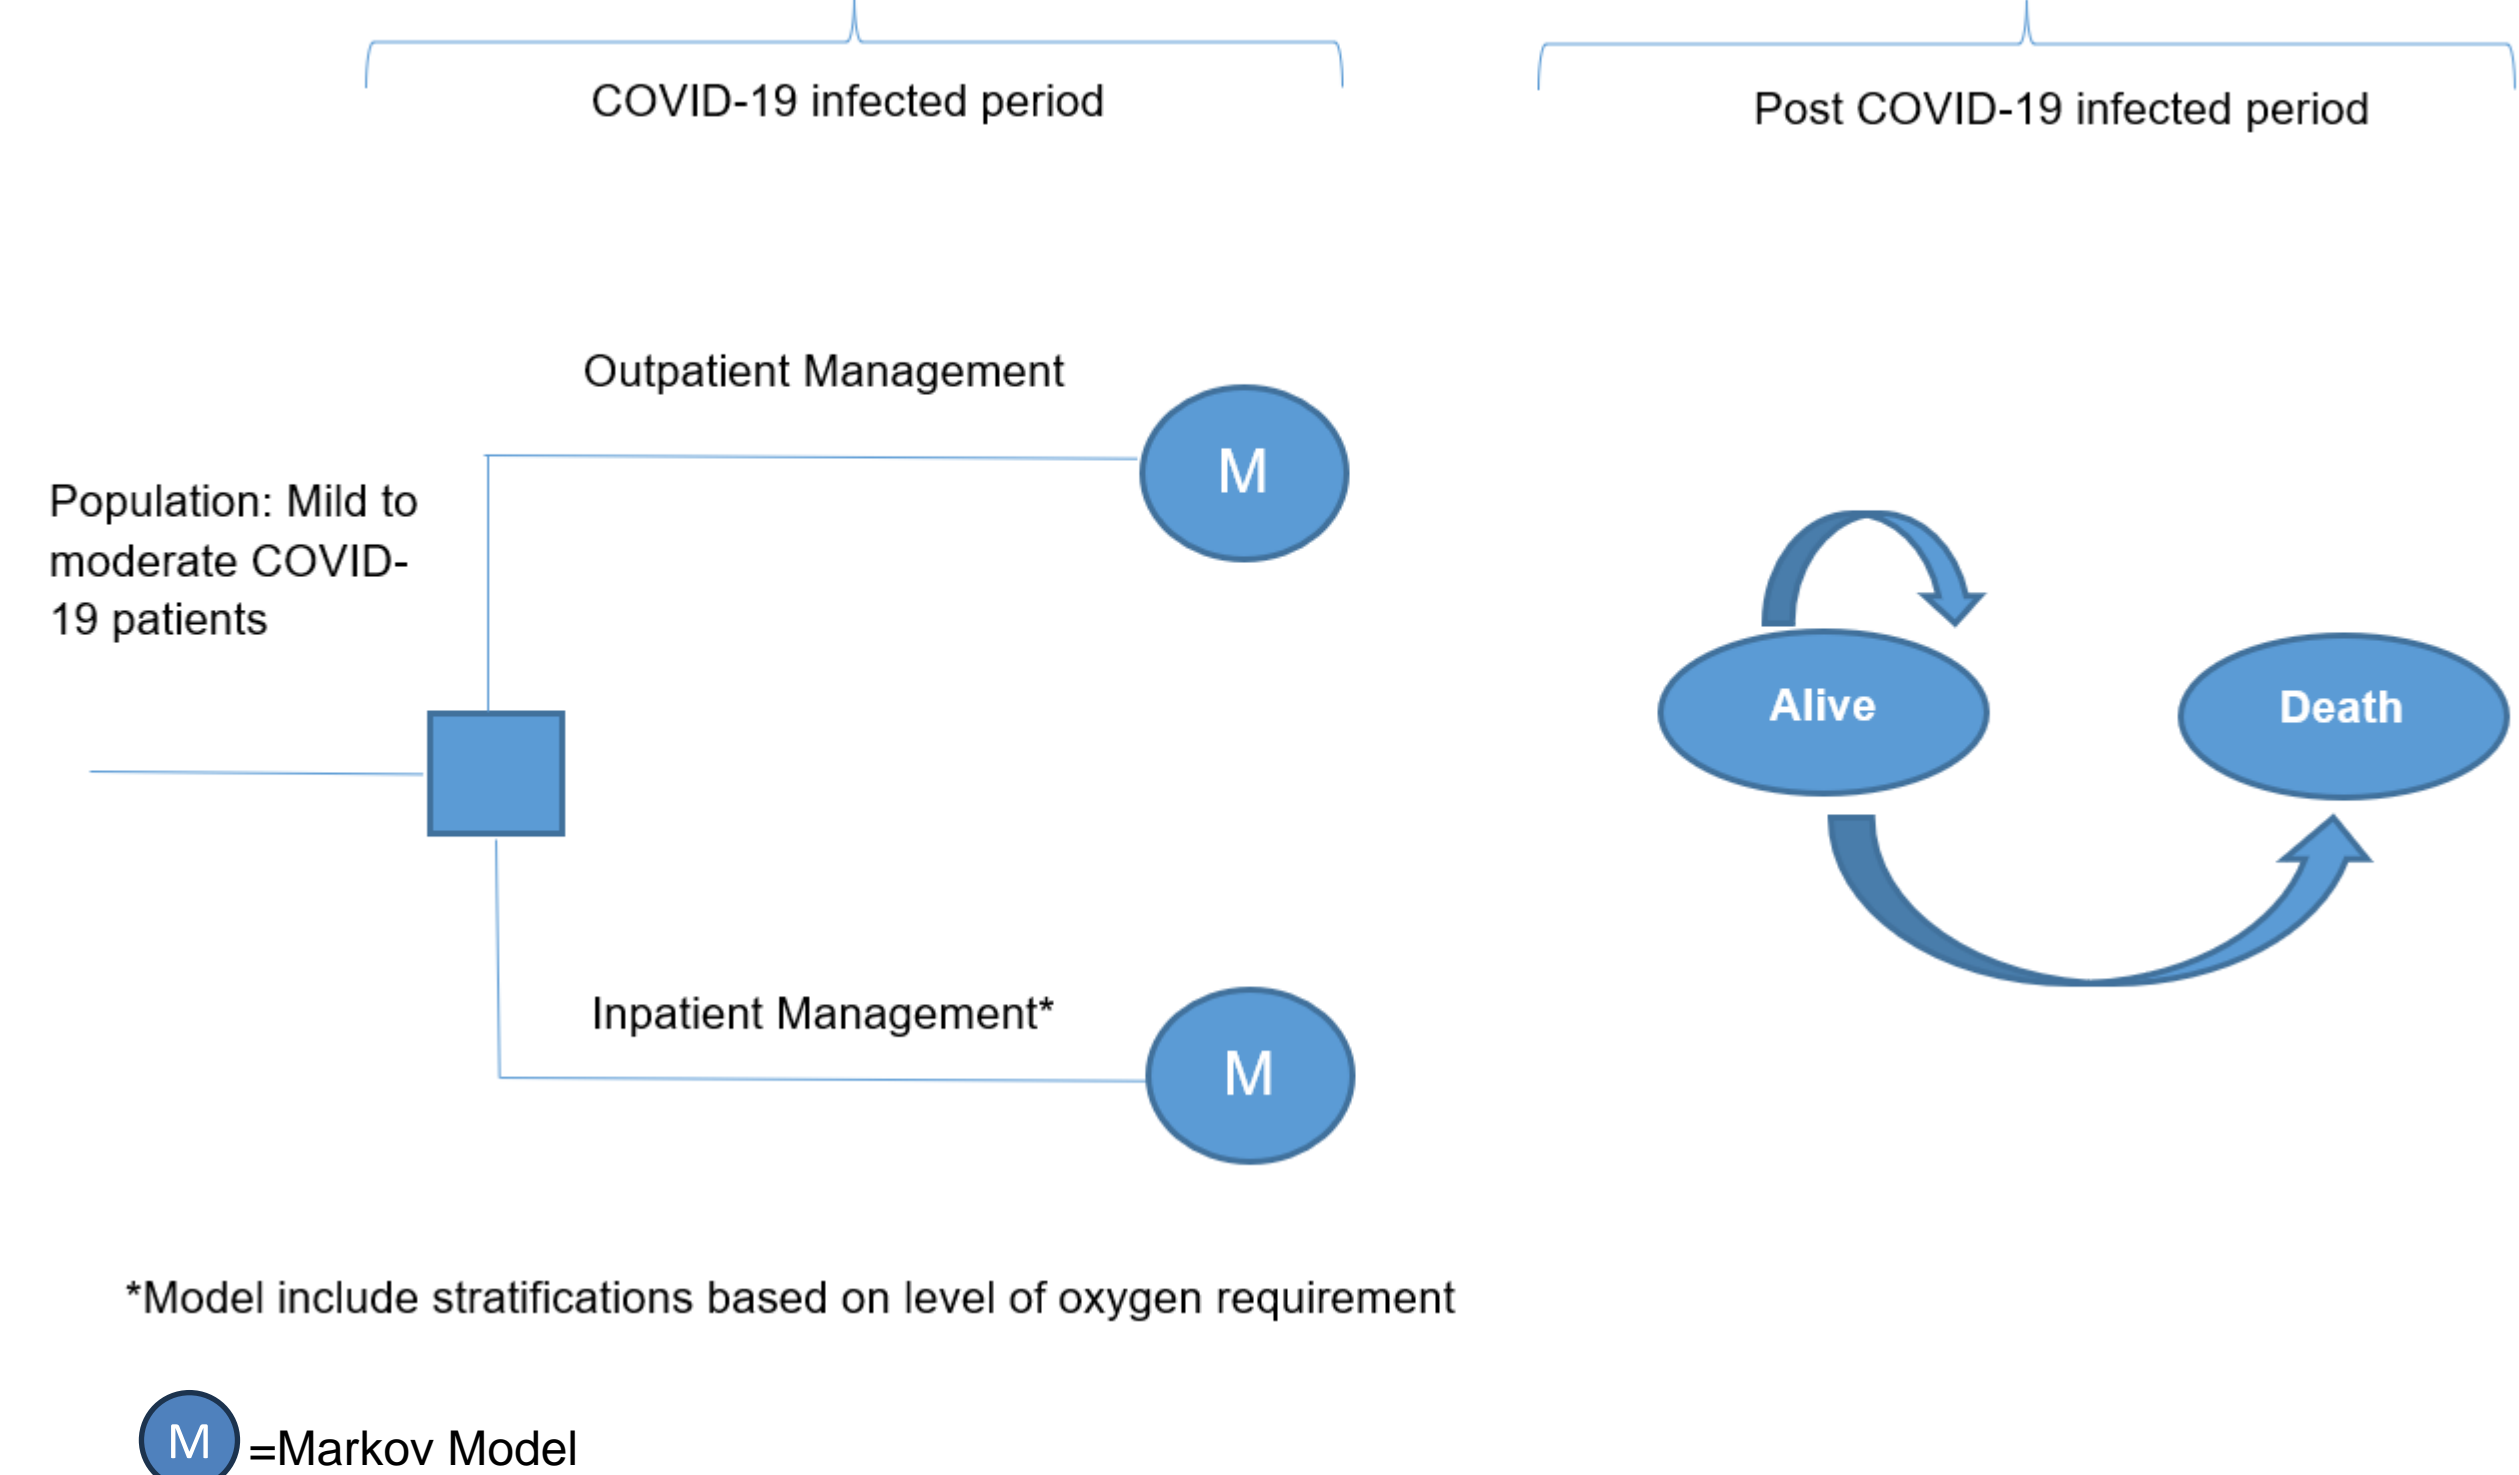 COVID-19 infected period
Post COVID-19 infected period
Outpatient Management
M
Population: Mild to
moderate COVID-
19 patients
Alive
Death
Inpatient Management*
M
*Model include stratifications based on level of oxygen requirement
M =Markov Model